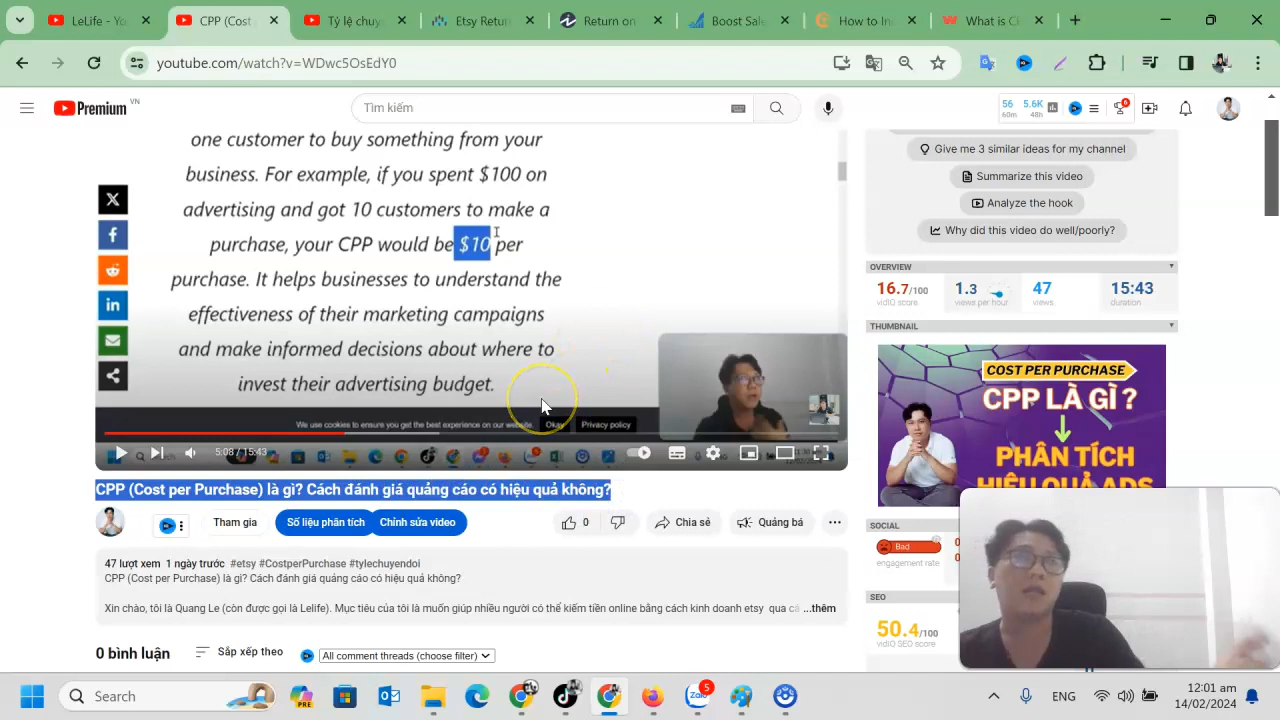 LeLife - Yo
CPP (Cost
Tỷ lệ chuy
Etsy Retur
Return on
Boost Sale
How to In
What is Cl
youtube.com/watch?v=WDwc5OsEdY0
Premium VN
Tìm kiếm
56 5.6K
60m 48h
one customer to buy something from your
business. For example, if you spent $100 on
advertising and got 10 customers to make a
purchase, your CPP would be $10 per
purchase. It helps businesses to understand the
effectiveness of their marketing campaigns
and make informed decisions about where to
invest their advertising budget.
We use cookies to ensure you get the best experience on our website. Okay Privacy policy
5:08 / 15:43
CPP (Cost per Purchase) là gì? Cách đánh giá quảng cáo có hiệu quả không?
Tham gia
Số liệu phân tích
Chỉnh sửa video
0
Chia sẻ
Quảng bá
47 lượt xem 1 ngày trước #etsy #CostperPurchase #tylechuyendoi
CPP (Cost per Purchase) là gì? Cách đánh giá quảng cáo có hiệu quả không?
Xin chào, tôi là Quang Le (còn được gọi là Lelife). Mục tiêu của tôi là muốn giúp nhiều người có thể kiếm tiền online bằng cách kinh doanh etsy qua cá ...thêm
0 bình luận
Sắp xếp theo
All comment threads (choose filter)
Give me 3 similar ideas for my channel
Summarize this video
Analyze the hook
Why did this video do well/poorly?
OVERVIEW
16.7/100 1.3 47 15:43
vidIQ score views per hour views duration
THUMBNAIL
COST PER PURCHASE
CPP LÀ GÌ ?
PHÂN TÍCH
HIỆU QUẢ ADS
SOCIAL
Bad
engagement rate
SEO
50.4/100
vidIQ SEO score
Search
PRE
Zalo
5
ENG
12:01 am
14/02/2024